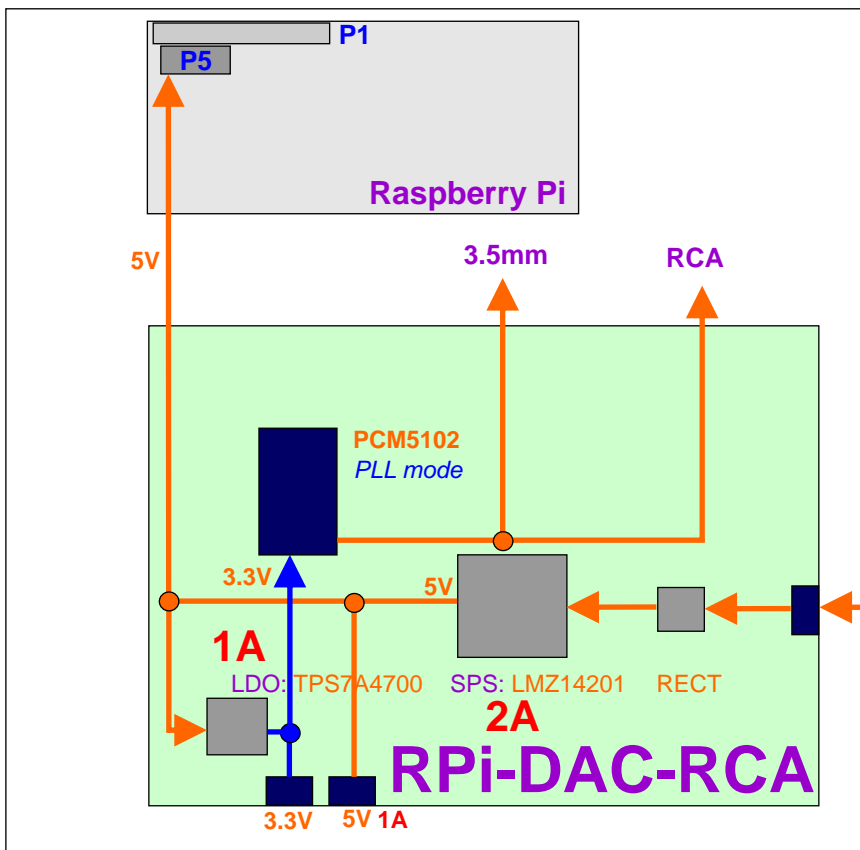 P1
P5
Raspberry Pi
5V
3.5mm
RCA
PCM5102
PLL mode
3.3V
5V
1A
LDO: TPS7A4700
SPS: LMZ14201
RECT
2A
RPi-DAC-RCA
3.3V
5V 1A